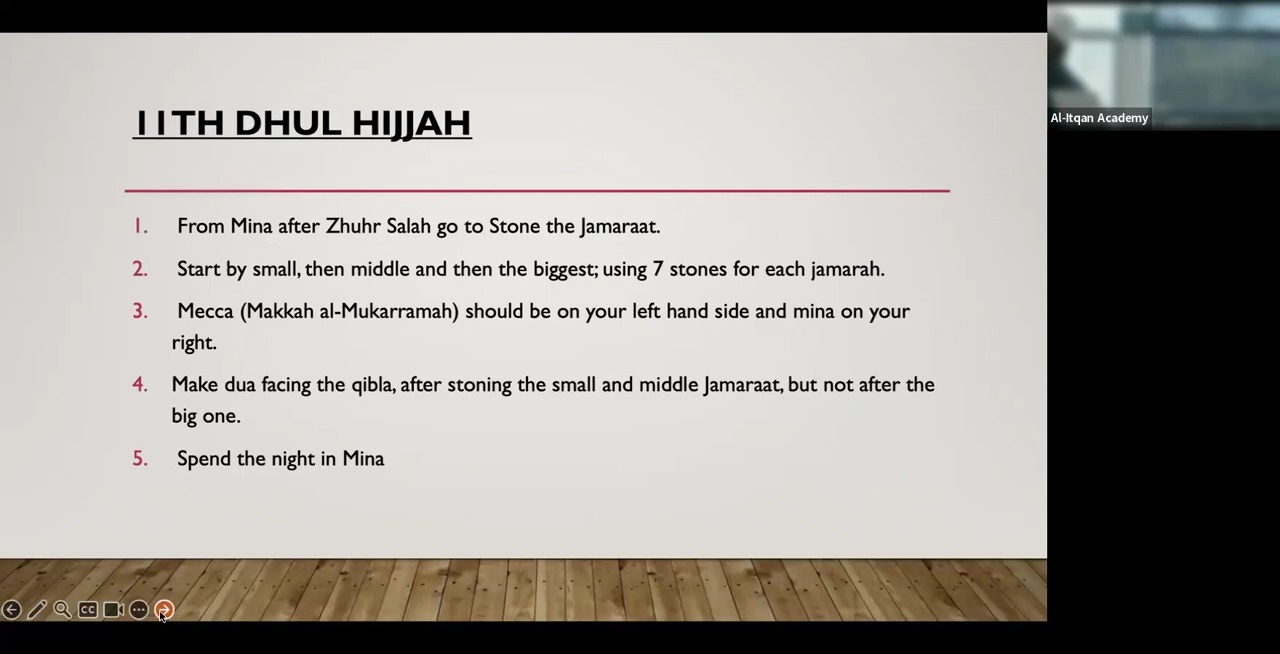 11TH DHUL HIJJAH
Al-Itqan Academy
1. From Mina after Zhuhr Salah go to Stone the Jamaraat.
2. Start by small, then middle and then the biggest; using 7 stones for each jamarah.
3. Mecca (Makkah al-Mukarramah) should be on your left hand side and mina on your
right.
4. Make dua facing the qibla, after stoning the small and middle Jamaraat, but not after the
big one.
5. Spend the night in Mina
CC